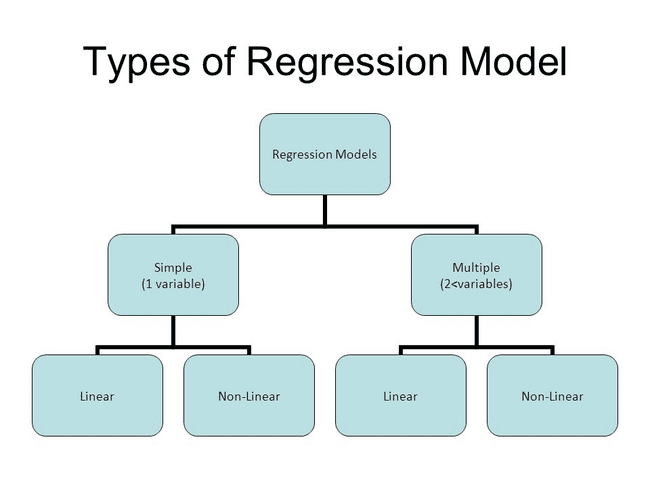 Types of Regression Model
Regression Models
Simple
(1 variable)
Multiple
(2<variables)
Linear
Non-Linear
Linear
Non-Linear